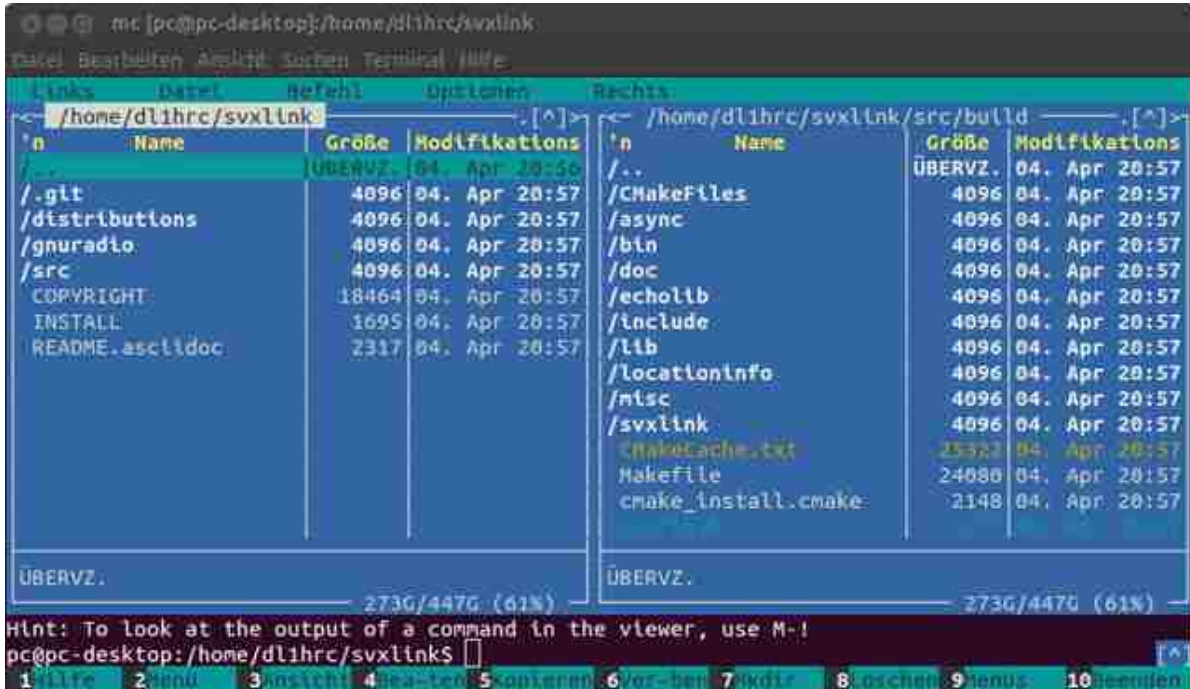 mc [pc@pc-desktop]:/home/dl1hrc/svxlink
Datei Bearbeiten Ansicht Suchen Terminal Hilfe
Links Datei Befehl Optionen Rechts
<- /home/dl1hrc/svxlink .[^]>
'n Name Größe Modifikations
/.. ÜBERVZ. 04. Apr 20:56
/.git 4096 04. Apr 20:57
/distributions 4096 04. Apr 20:57
/gnuradio 4096 04. Apr 20:57
/src 4096 04. Apr 20:57
COPYRIGHT 18464 04. Apr 20:57
INSTALL 1695 04. Apr 20:57
README.asciidoc 2317 04. Apr 20:57
ÜBERVZ.
273G/447G (61%)
<- /home/dl1hrc/svxlink/src/build .[^]>
'n Name Größe Modifikations
/.. ÜBERVZ. 04. Apr 20:57
/CMakeFiles 4096 04. Apr 20:57
/async 4096 04. Apr 20:57
/bin 4096 04. Apr 20:57
/doc 4096 04. Apr 20:57
/echolib 4096 04. Apr 20:57
/include 4096 04. Apr 20:57
/lib 4096 04. Apr 20:57
/locationinfo 4096 04. Apr 20:57
/misc 4096 04. Apr 20:57
/svxlink 4096 04. Apr 20:57
CMakeCache.txt 25322 04. Apr 20:57
Makefile 24080 04. Apr 20:57
cmake_install.cmake 2148 04. Apr 20:57
ÜBERVZ.
273G/447G (61%)
Hint: To look at the output of a command in the viewer, use M-!
pc@pc-desktop:/home/dl1hrc/svxlink$ [^]
1Hilfe 2Menü 3Ansicht 4Bea-ten 5Kopieren 6Ver-ben 7Mkdir 8Löschen 9Menüs 10Beenden